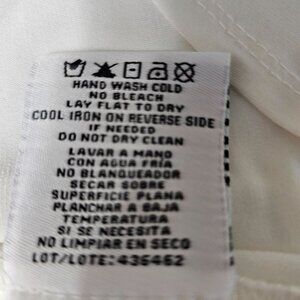 HAND WASH COLD
NO BLEACH
LAY FLAT TO DRY
COOL IRON ON REVERSE SIDE
IF NEEDED
DO NOT DRY CLEAN
LAVAR A MANO
CON AGUA FRIA
NO BLANQUEADOR
SECAR SOBRE
SUPERFICIE PLANA
PLANCHAR A BAJA
TEMPERATURA
SI SE NECESITA
NO LIMPIAR EN SECO
LOT/LOTE:436462